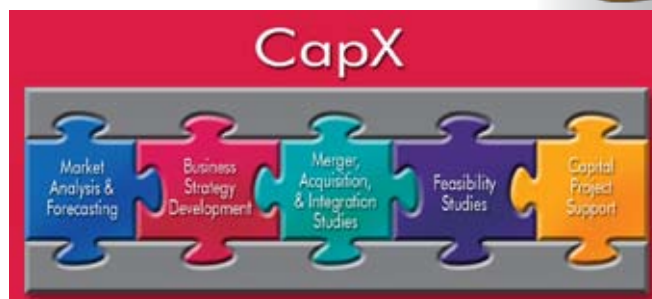 CapX
Market
Analysis &
Forecasting
Business
Strategy
Development
Merger,
Acquisition,
& Integration
Studies
Feasibility
Studies
Capital
Project
Support